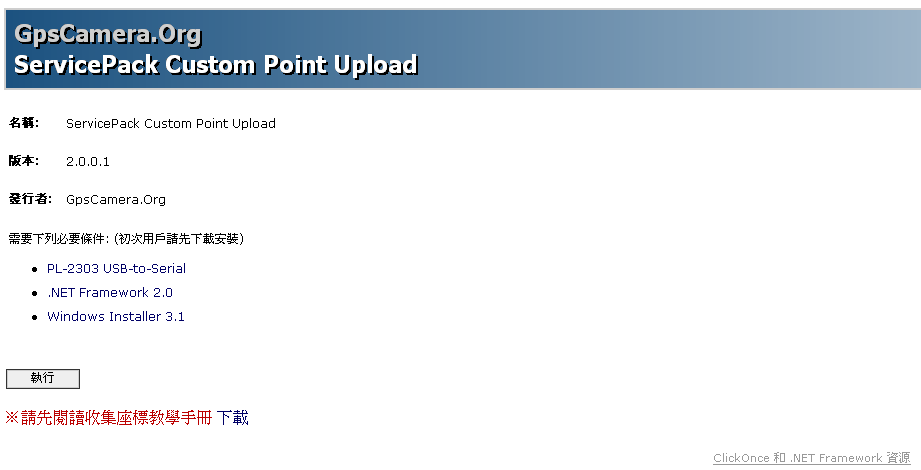 GpsCamera.Org
ServicePack Custom Point Upload
名稱: ServicePack Custom Point Upload
版本: 2.0.0.1
發行者: GpsCamera.Org
需要下列必要條件: (初次用戶請先下載安裝)
PL-2303 USB-to-Serial
.NET Framework 2.0
Windows Installer 3.1
執行
※請先閱讀收集座標教學手冊 下載
ClickOnce 和 .NET Framework 資源